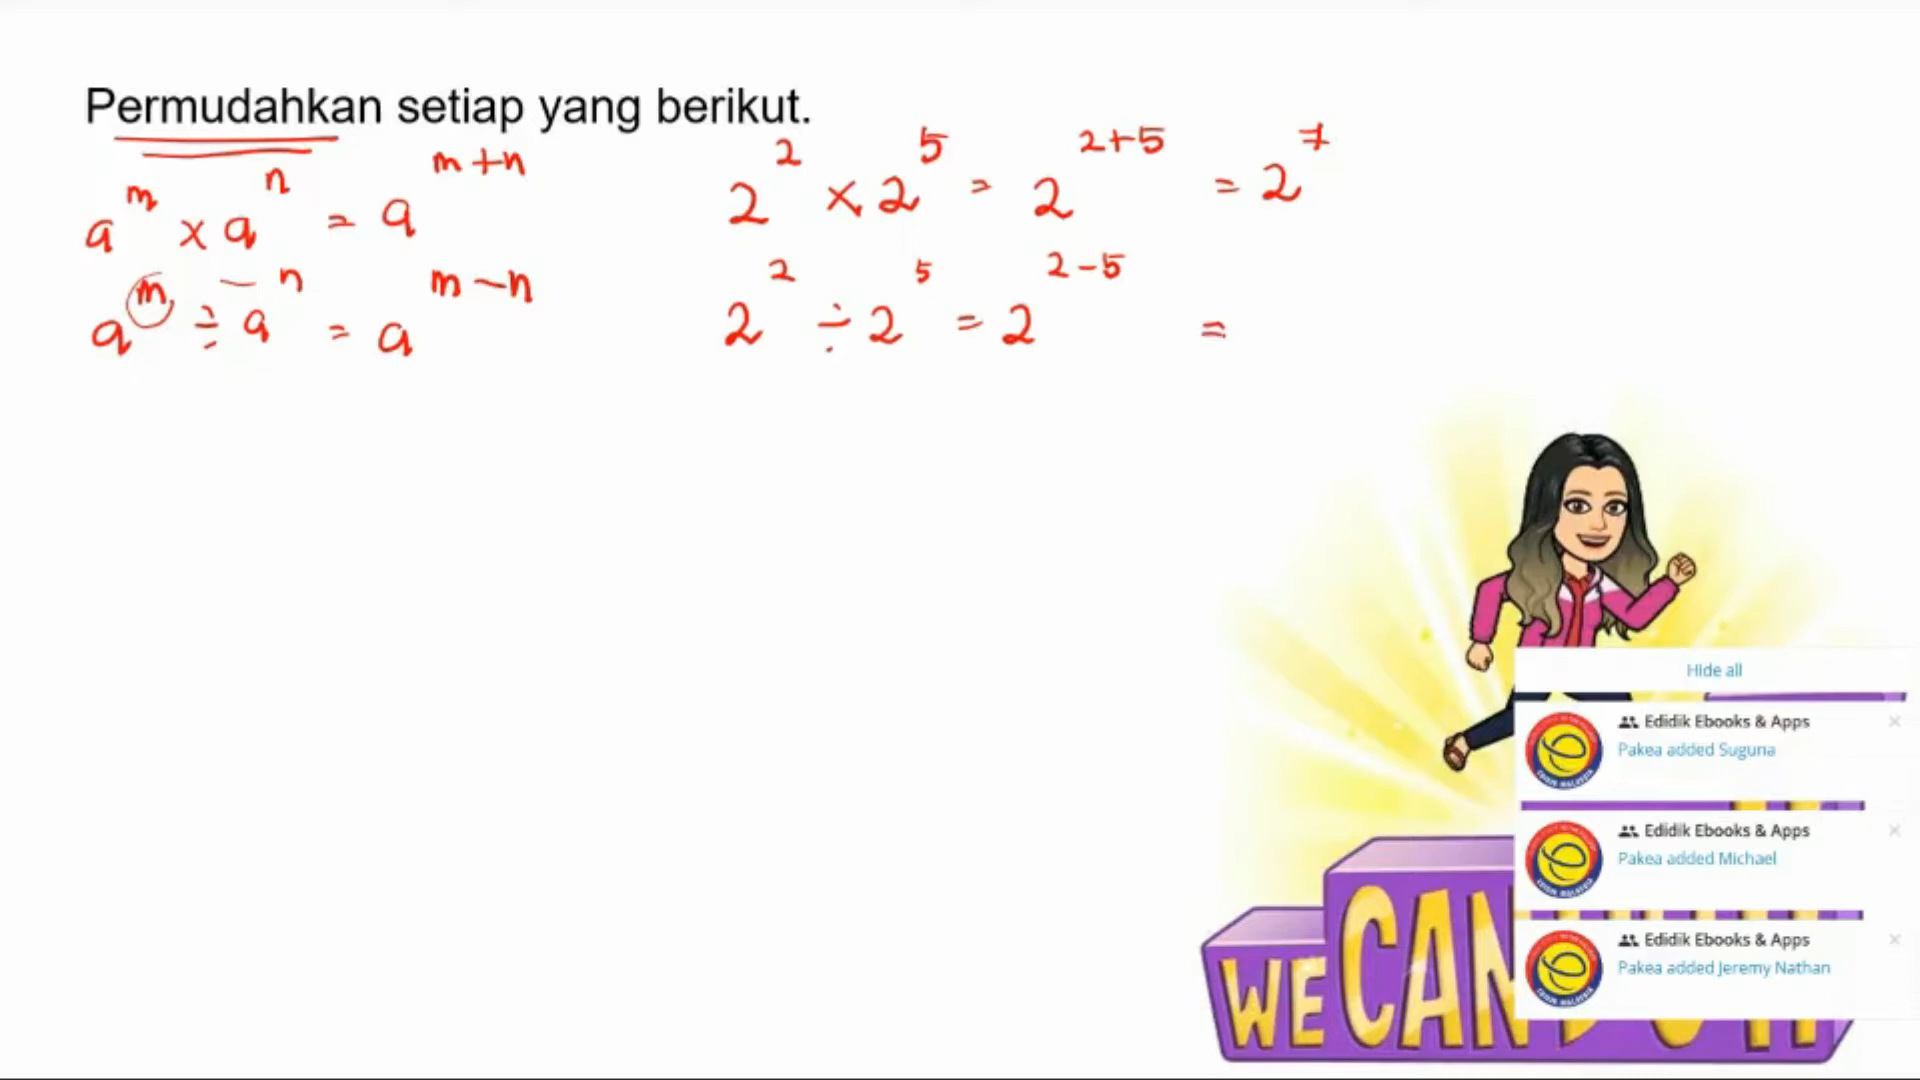 Permudahkan setiap yang berikut.
a^m × a^n = a^{m+n}
2^2 × 2^5 = 2^{2+5} = 2^7
a^m ÷ a^n = a^{m-n}
2^2 ÷ 2^5 = 2^{2-5} =
Hide all
Edidik Ebooks & Apps
Pakea added Suguna
Edidik Ebooks & Apps
Pakea added Michael
Edidik Ebooks & Apps
Pakea added Jeremy Nathan
WE CAN